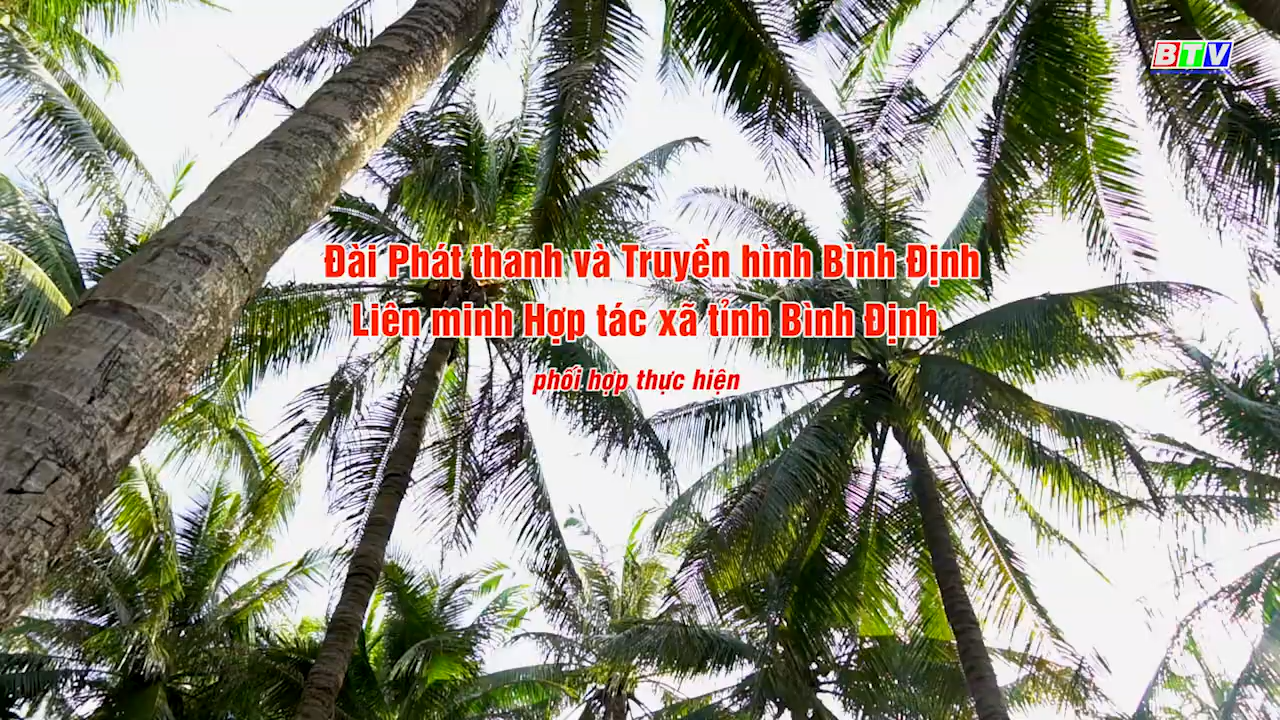 BTV
Đài Phát thanh và Truyền hình Bình Định
Liên minh Hợp tác xã tỉnh Bình Định
phối hợp thực hiện